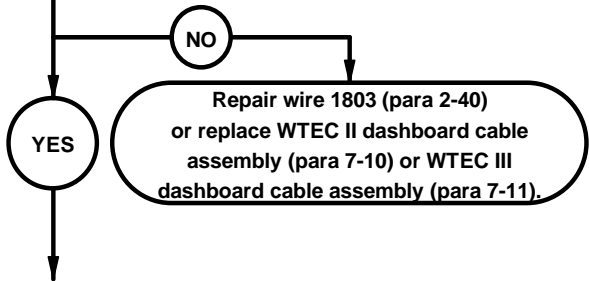 NO
YES
Repair wire 1803 (para 2-40)
or replace WTEC II dashboard cable
assembly (para 7-10) or WTEC III
dashboard cable assembly (para 7-11).